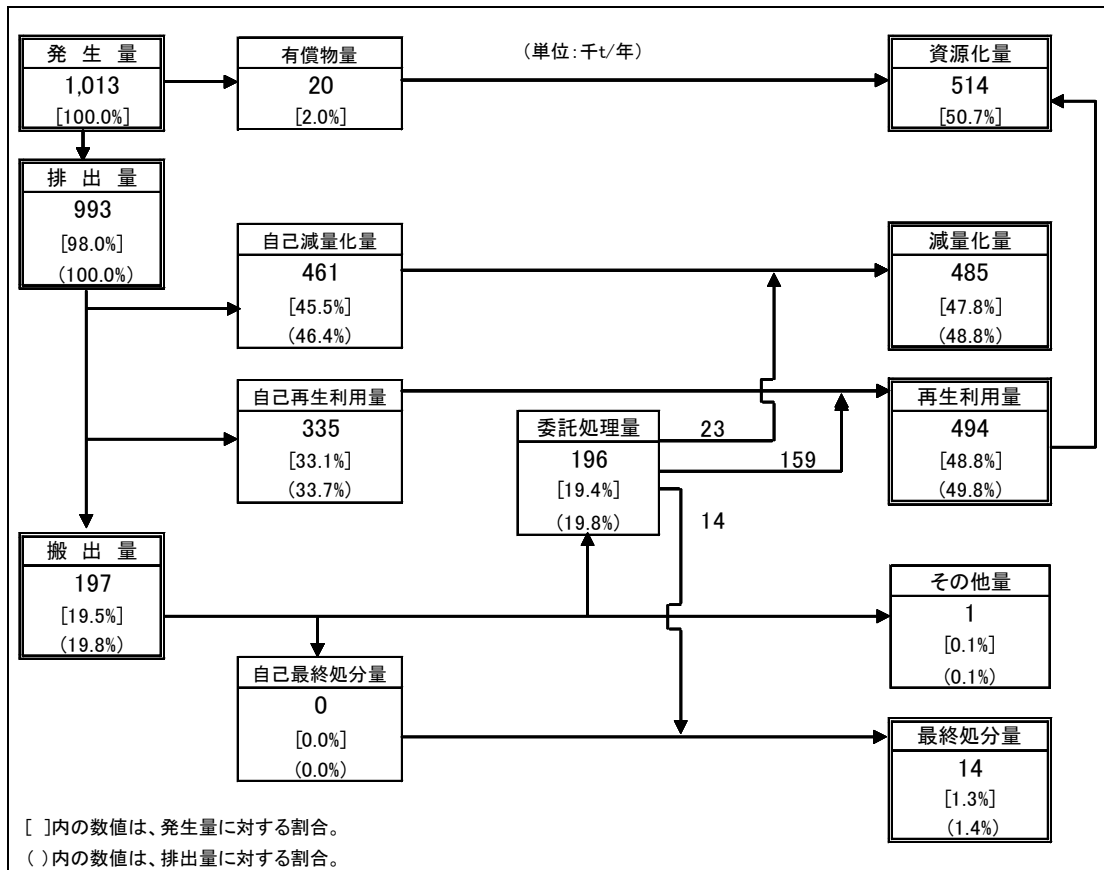 発 生 量
1,013
[100.0%]
有償物量
20
[2.0%]
(単位:千t/年)
資源化量
514
[50.7%]
排 出 量
993
[98.0%]
(100.0%)
自己減量化量
461
[45.5%]
(46.4%)
減量化量
485
[47.8%]
(48.8%)
自己再生利用量
335
[33.1%]
(33.7%)
委託処理量
196
[19.4%]
(19.8%)
23
159
14
再生利用量
494
[48.8%]
(49.8%)
搬 出 量
197
[19.5%]
(19.8%)
その他量
1
[0.1%]
(0.1%)
自己最終処分量
0
[0.0%]
(0.0%)
最終処分量
14
[1.3%]
(1.4%)
[ ]内の数値は、発生量に対する割合。
( )内の数値は、排出量に対する割合。